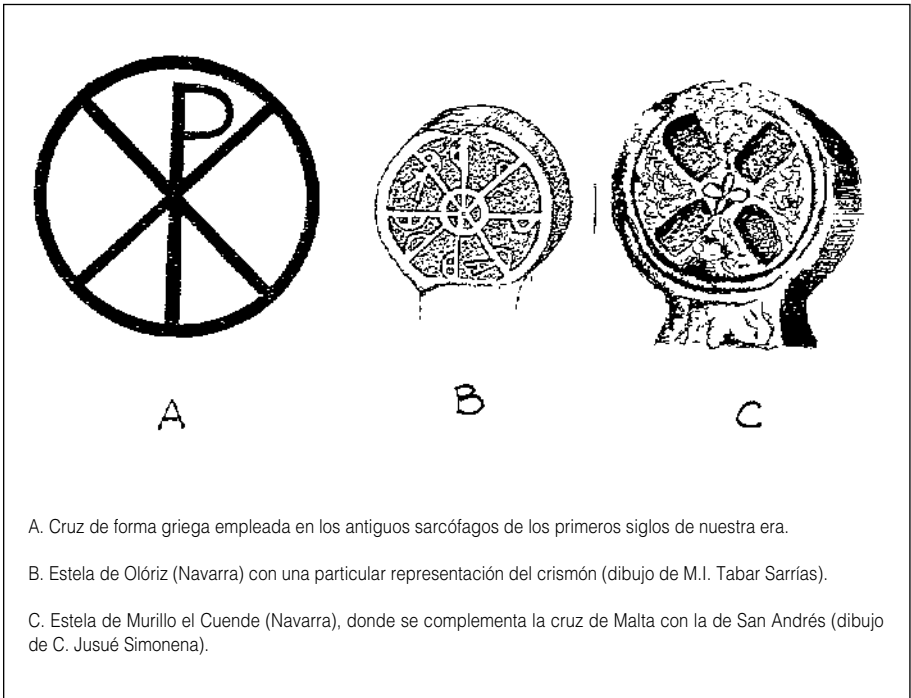 A
B
C
A. Cruz de forma griega empleada en los antiguos sarcófagos de los primeros siglos de nuestra era.
B. Estela de Olóriz (Navarra) con una particular representación del crismón (dibujo de M.I. Tabar Sarrías).
C. Estela de Murillo el Cuende (Navarra), donde se complementa la cruz de Malta con la de San Andrés (dibujo
de C. Jusué Simonena).